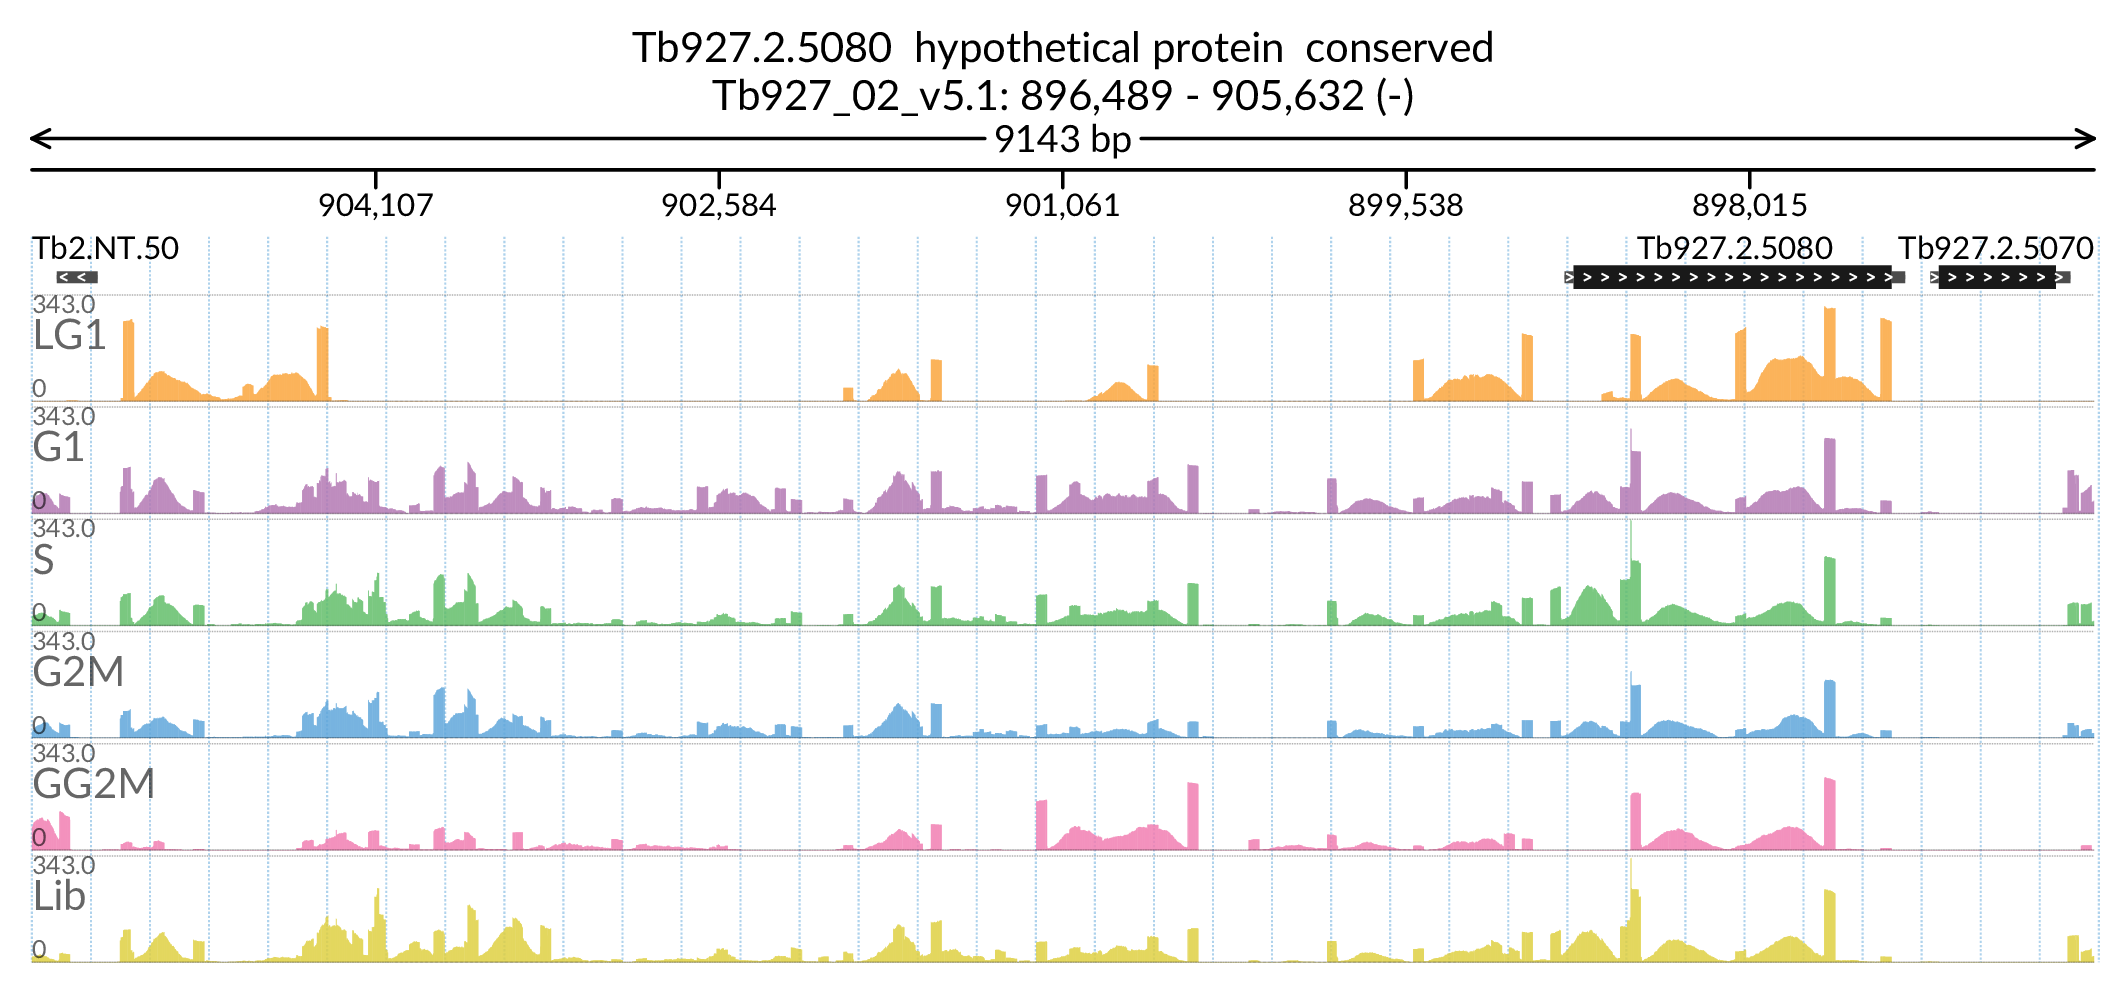 Tb927.2.5080 hypothetical protein conserved
Tb927_02_v5.1: 896,489 - 905,632 (-)
9143 bp
904,107 902,584 901,061 899,538 898,015
Tb2.NT.50 Tb927.2.5080 Tb927.2.5070
343.0
LG1
0
343.0
G1
0
343.0
S
0
343.0
G2M
0
343.0
GG2M
0
343.0
Lib
0